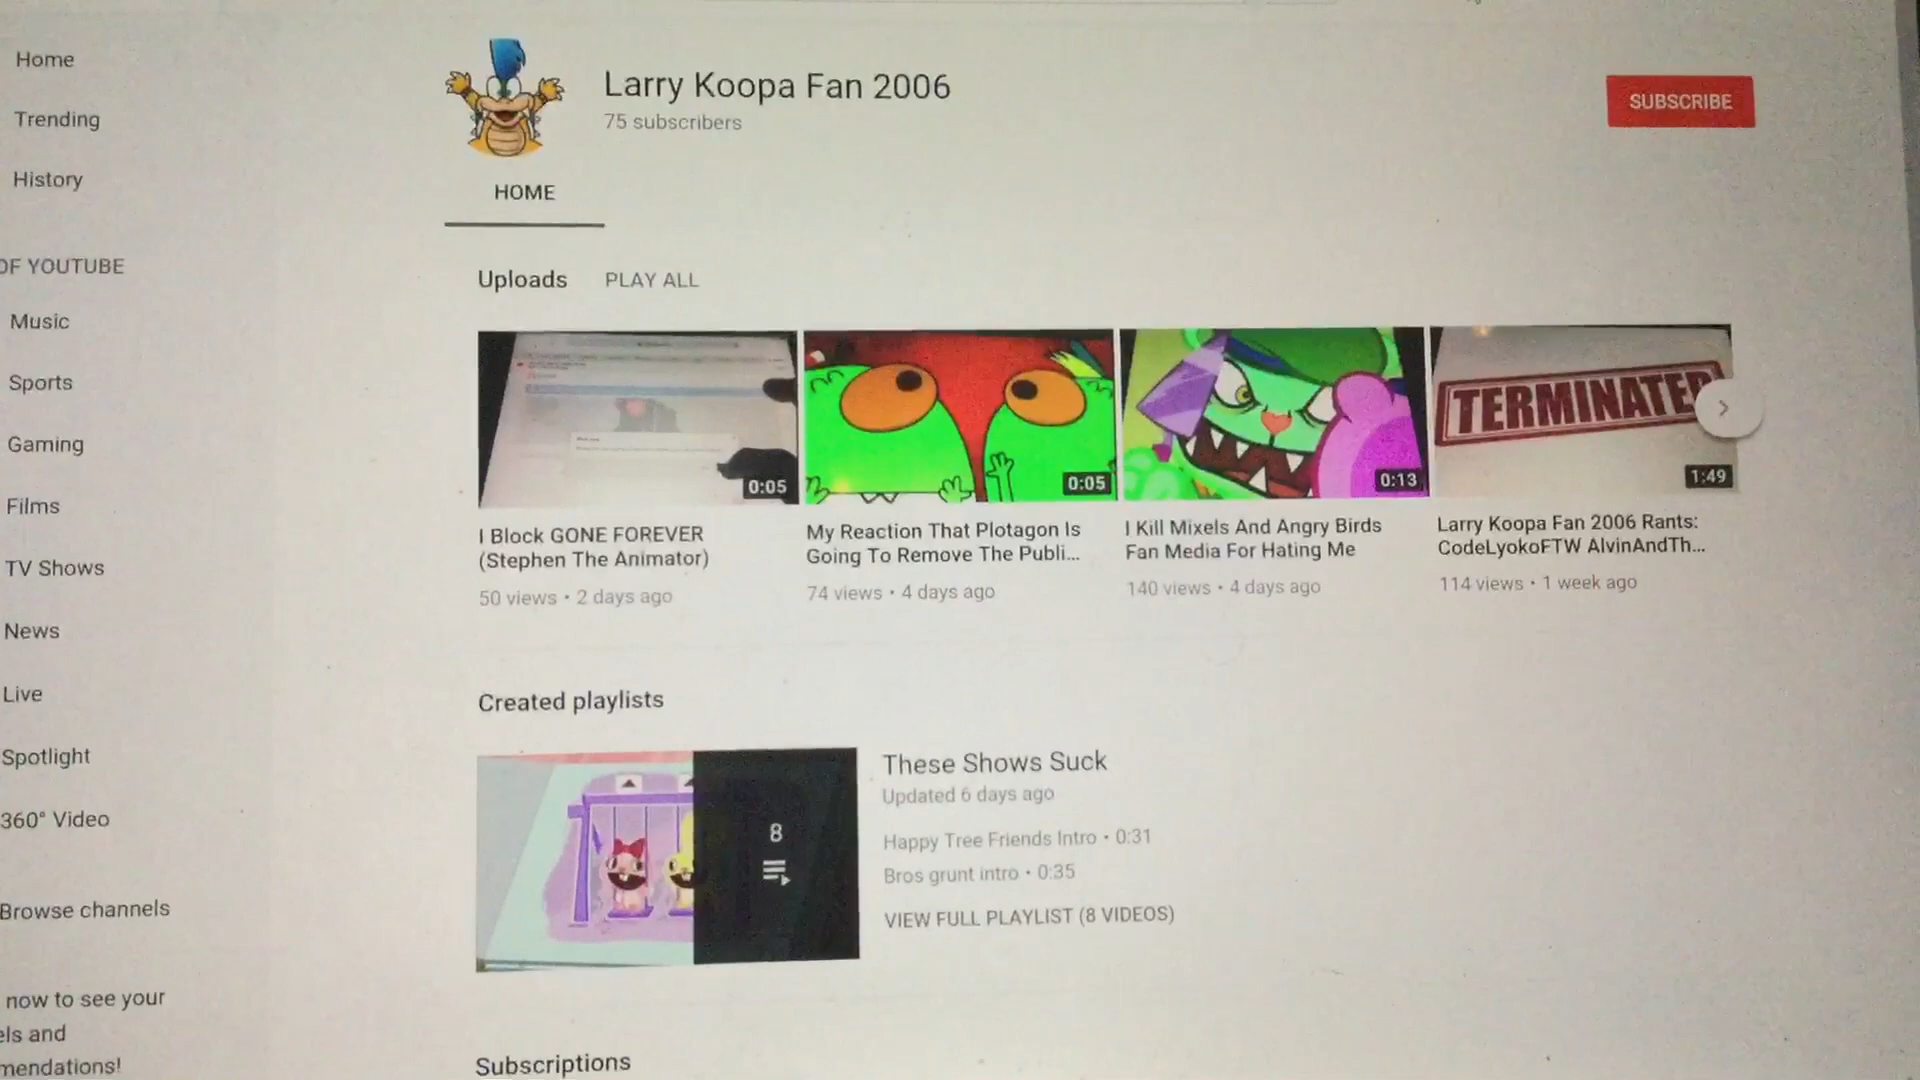 Home
Trending
History
OF YOUTUBE
Music
Sports
Gaming
Films
TV Shows
News
Live
Spotlight
360° Video
Browse channels
now to see your
els and
mendations!
Larry Koopa Fan 2006
75 subscribers
SUBSCRIBE
HOME
Uploads PLAY ALL
0:05
I Block GONE FOREVER
(Stephen The Animator)
50 views • 2 days ago
0:05
My Reaction That Plotagon Is
Going To Remove The Publi...
74 views • 4 days ago
0:13
I Kill Mixels And Angry Birds
Fan Media For Hating Me
140 views • 4 days ago
TERMINATED
1:49
Larry Koopa Fan 2006 Rants:
CodeLyokoFTW AlvinAndTh...
114 views • 1 week ago
Created playlists
8
These Shows Suck
Updated 6 days ago
Happy Tree Friends Intro • 0:31
Bros grunt intro • 0:35
VIEW FULL PLAYLIST (8 VIDEOS)
Subscriptions